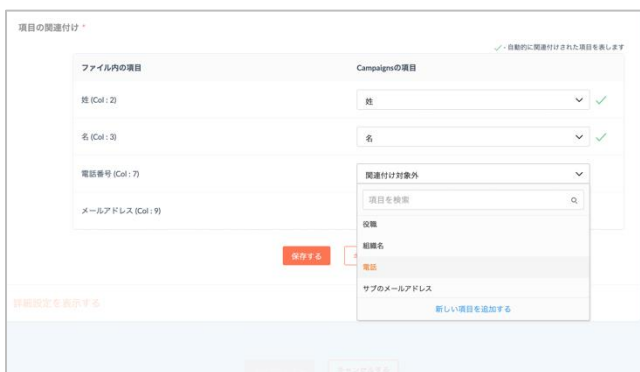 項目の関連付け *
✓ - 自動的に関連付けされた項目を表します
ファイル内の項目 Campaignsの項目
姓 (Col : 2) 姓
名 (Col : 3) 名
電話番号 (Col : 7) 関連付け対象外
項目を検索
メールアドレス (Col : 9)
役職
組織名
電話
サブのメールアドレス
新しい項目を追加する
保存する
詳細設定を表示する
キャンセルする